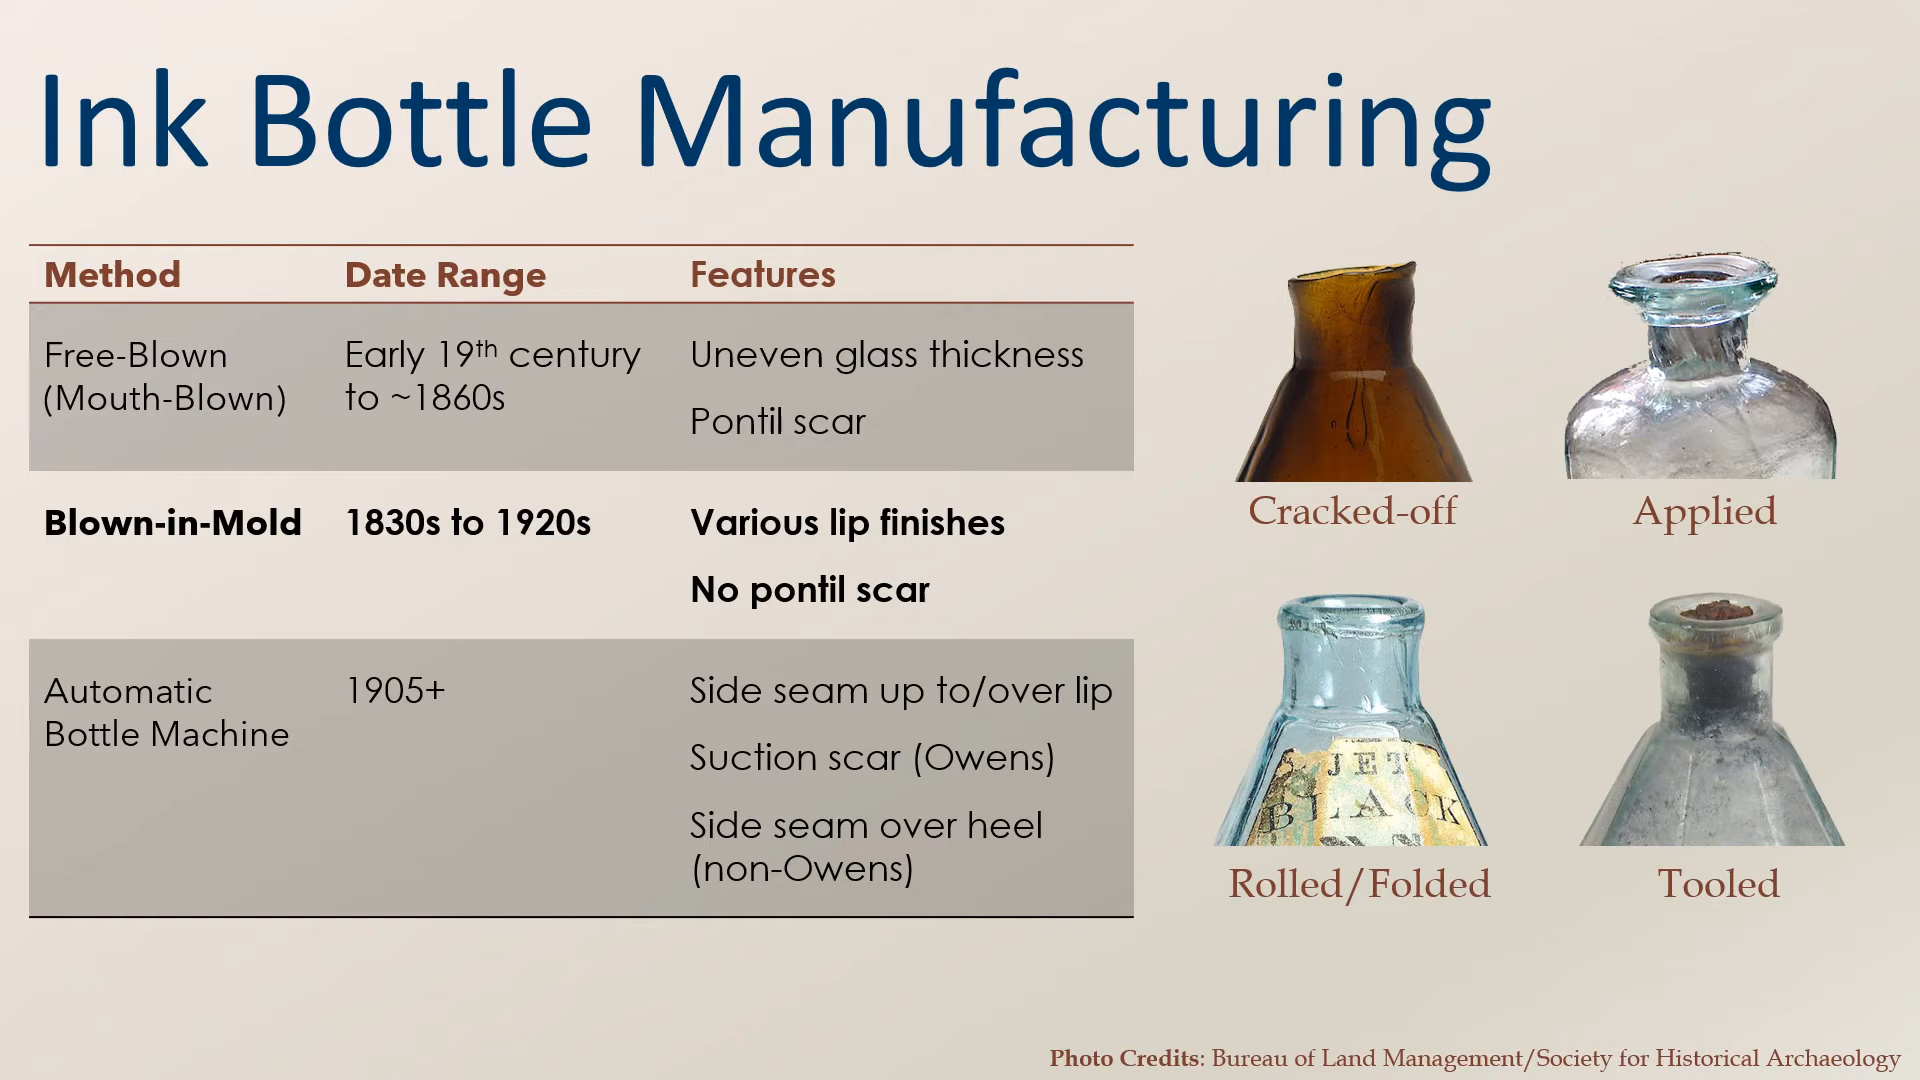 Ink Bottle Manufacturing
Method Date Range Features
Free-Blown Early 19th century Uneven glass thickness
(Mouth-Blown) to ~1860s
Pontil scar
Blown-in-Mold 1830s to 1920s Various lip finishes
No pontil scar
Automatic 1905+ Side seam up to/over lip
Bottle Machine
Suction scar (Owens)
Side seam over heel
(non-Owens)
Cracked-off Applied
JET
BLACK
Rolled/Folded Tooled
Photo Credits: Bureau of Land Management/Society for Historical Archaeology